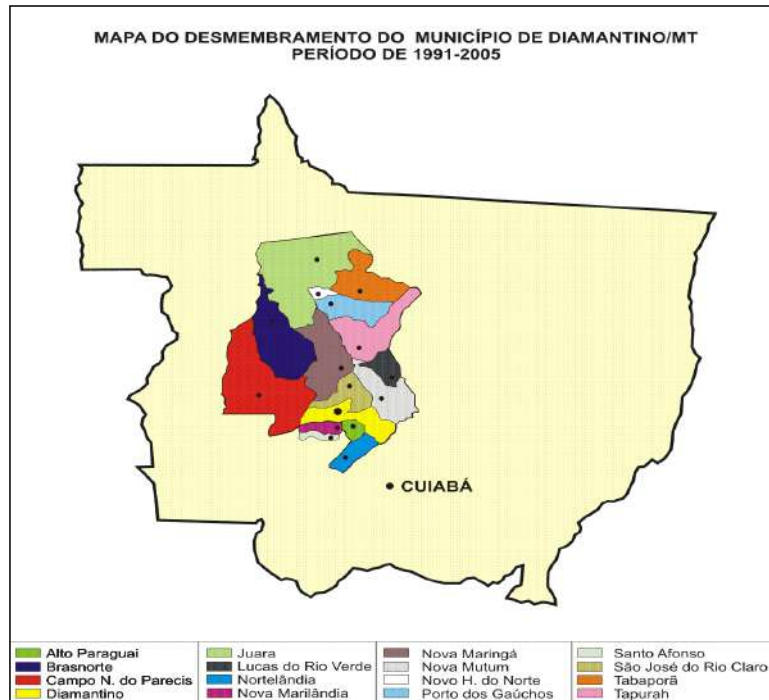 MAPA DO DESMEMBRAMENTO DO MUNICÍPIO DE DIAMANTINO/MT
PERÍODO DE 1991-2005
CUIABÁ
Alto Paraguai
Brasnorte
Campo N. do Parecis
Diamantino
Juara
Lucas do Rio Verde
Nortelândia
Nova Marilândia
Nova Maringá
Nova Mutum
Novo H. do Norte
Porto dos Gaúchos
Santo Afonso
São José do Rio Claro
Tabaporã
Tapurah